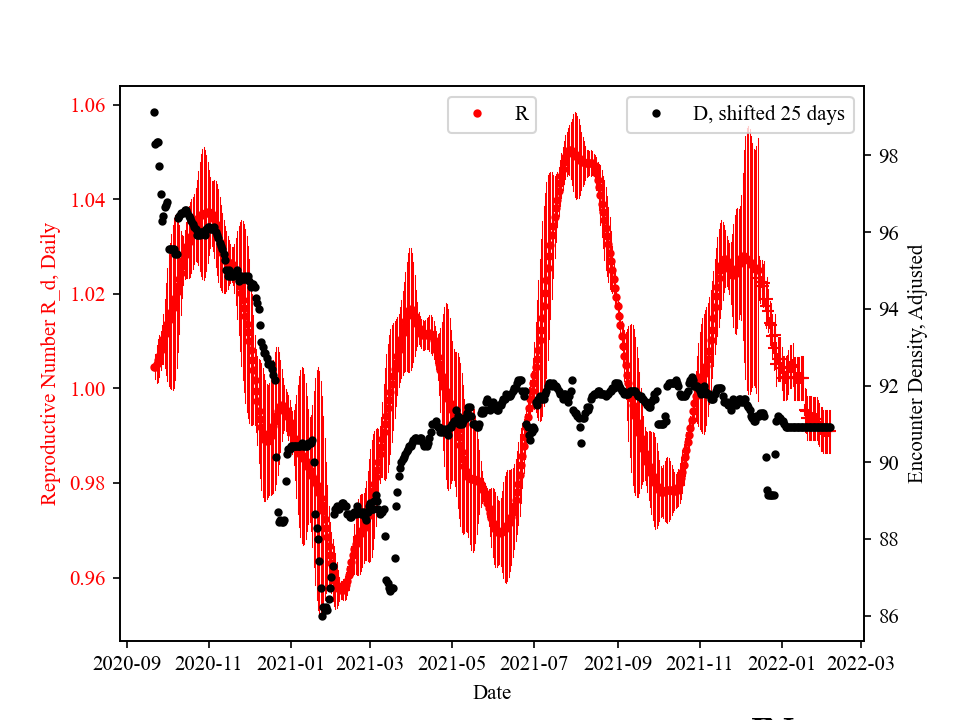 R
D, shifted 25 days
1.06
1.04
1.02
1.00
0.98
0.96
Reproductive Number R_d, Daily
98
96
94
92
90
88
86
Encounter Density, Adjusted
2020-09 2020-11 2021-01 2021-03 2021-05 2021-07 2021-09 2021-11 2022-01 2022-03
Date